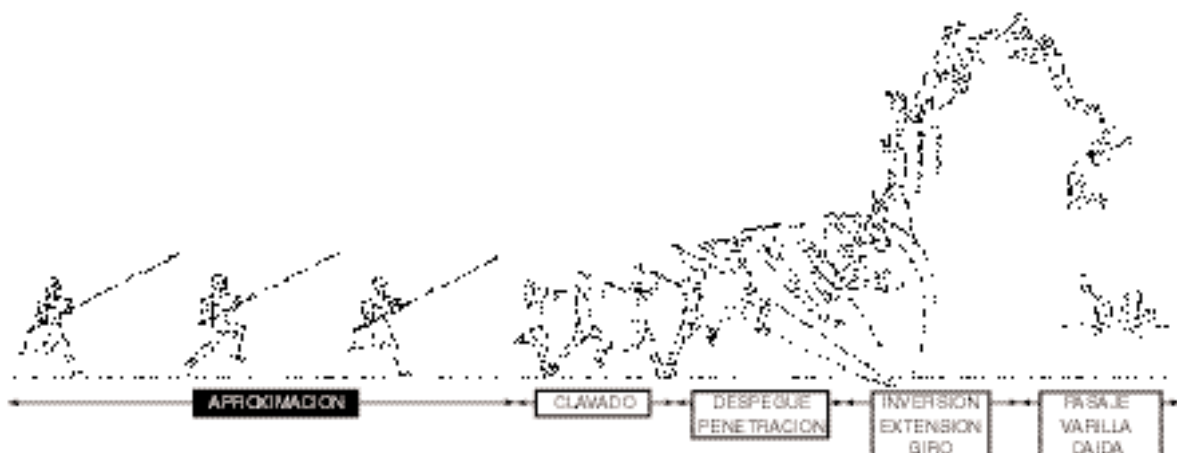 APROXIMACION
CLAVADO
DESPEGUE
PENETRACION
INVERSION
EXTENSION
GIRO
PASAJE
VARILLA
CAIDA